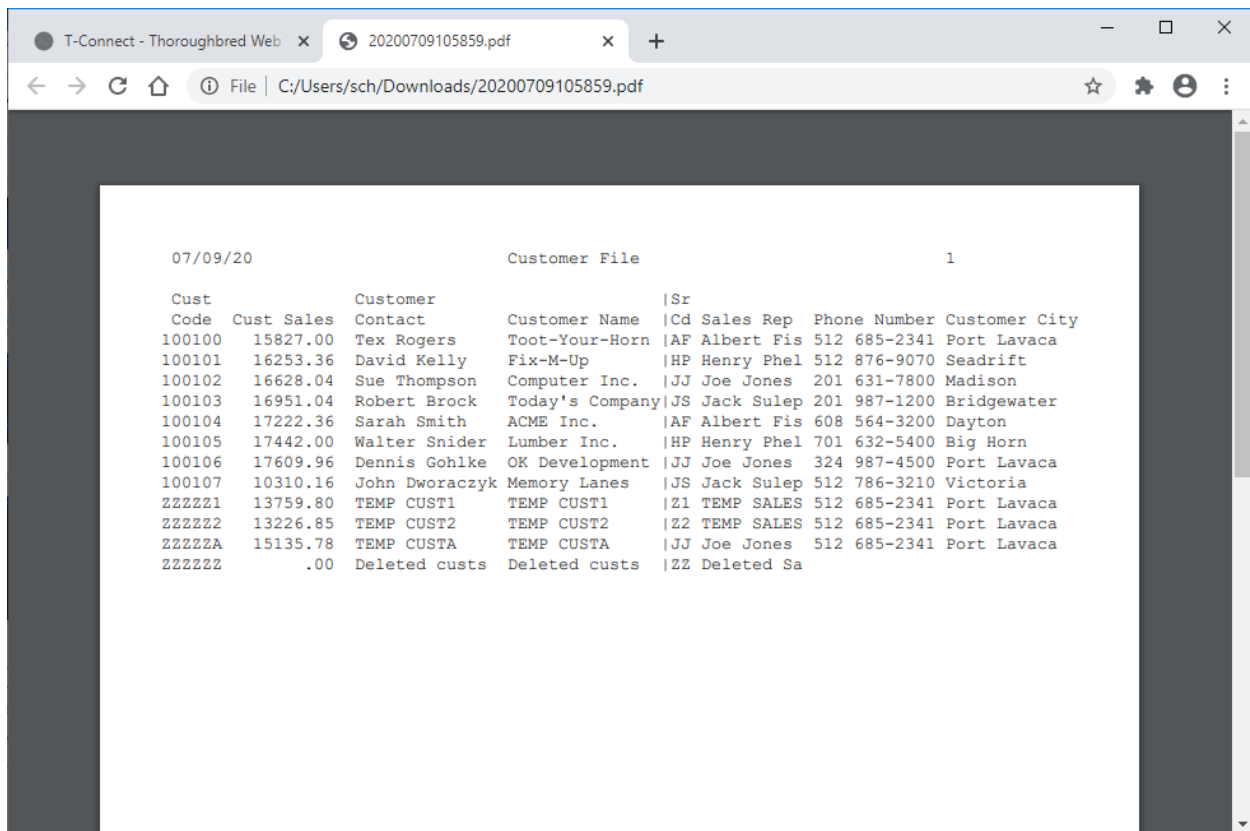 T-Connect - Thoroughbred Web
20200709105859.pdf
File | C:/Users/sch/Downloads/20200709105859.pdf
07/09/20 Customer File 1
Cust Customer |Sr
Code Cust Sales Contact Customer Name |Cd Sales Rep Phone Number Customer City
100100 15827.00 Tex Rogers Toot-Your-Horn |AF Albert Fis 512 685-2341 Port Lavaca
100101 16253.36 David Kelly Fix-M-Up |HP Henry Phel 512 876-9070 Seadrift
100102 16628.04 Sue Thompson Computer Inc. |JJ Joe Jones 201 631-7800 Madison
100103 16951.04 Robert Brock Today's Company|JS Jack Sulep 201 987-1200 Bridgewater
100104 17222.36 Sarah Smith ACME Inc. |AF Albert Fis 608 564-3200 Dayton
100105 17442.00 Walter Snider Lumber Inc. |HP Henry Phel 701 632-5400 Big Horn
100106 17609.96 Dennis Gohlke OK Development |JJ Joe Jones 324 987-4500 Port Lavaca
100107 10310.16 John Dworaczyk Memory Lanes |JS Jack Sulep 512 786-3210 Victoria
ZZZZZ1 13759.80 TEMP CUST1 TEMP CUST1 |Z1 TEMP SALES 512 685-2341 Port Lavaca
ZZZZZ2 13226.85 TEMP CUST2 TEMP CUST2 |Z2 TEMP SALES 512 685-2341 Port Lavaca
ZZZZZA 15135.78 TEMP CUSTA TEMP CUSTA |JJ Joe Jones 512 685-2341 Port Lavaca
ZZZZZZ .00 Deleted custs Deleted custs |ZZ Deleted Sa